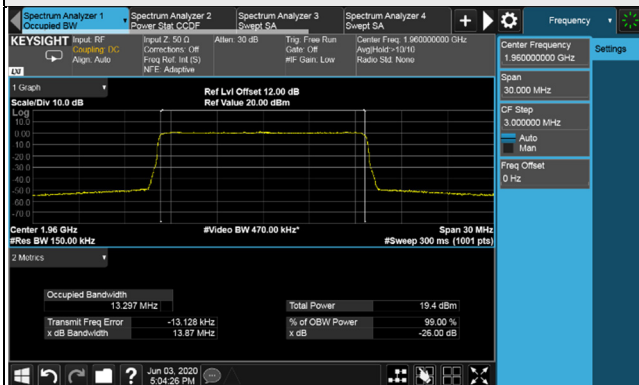 Spectrum Analyzer 1
Occupied BW
Spectrum Analyzer 2
Power Stat CCDF
Spectrum Analyzer 3
Swept SA
Spectrum Analyzer 4
Swept SA
Frequency
KEYSIGHT
Input: RF
Coupling: DC
Align: Auto
Input Z: 50 Ω
Corrections: Off
Freq Ref: Int (S)
NFE: Adaptive
Atten: 30 dB
Trig: Free Run
Gate: Off
#IF Gain: Low
Center Freq: 1.960000000 GHz
Avg|Hold:>10/10
Radio Std: None
LXI
Center Frequency
1.960000000 GHz
Settings
Span
30.000 MHz
CF Step
3.000000 MHz
Auto
Man
Freq Offset
0 Hz
1 Graph
Scale/Div 10.0 dB
Ref Lvl Offset 12.00 dB
Ref Value 20.00 dBm
Log
10.0
0.00
-10.0
-20.0
-30.0
-40.0
-50.0
-60.0
-70.0
Center 1.96 GHz
#Res BW 150.00 kHz
#Video BW 470.00 kHz*
Span 30 MHz
#Sweep 300 ms (1001 pts)
2 Metrics
Occupied Bandwidth
13.297 MHz
Total Power 19.4 dBm
Transmit Freq Error -13.128 kHz
% of OBW Power 99.00 %
x dB Bandwidth 13.87 MHz
x dB -26.00 dB
?
Jun 03, 2020
5:04:26 PM